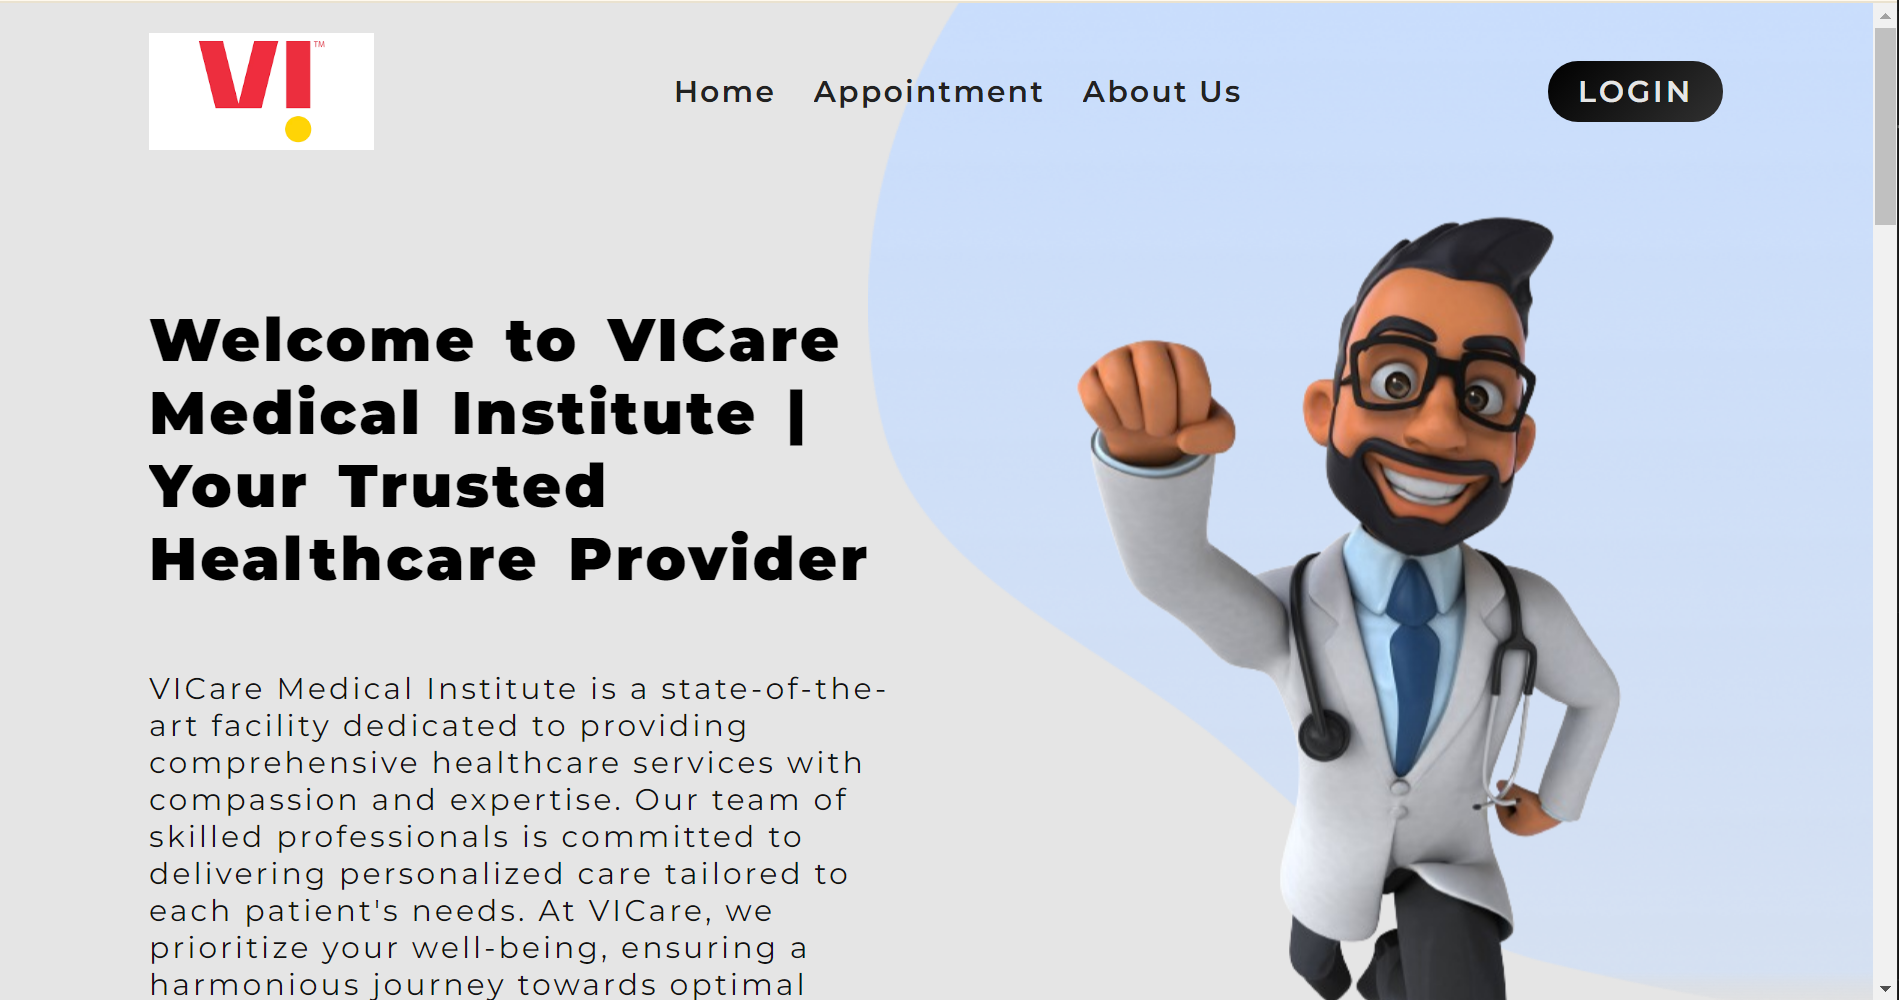 VI™
Home Appointment About Us
LOGIN
Welcome to VICare
Medical Institute |
Your Trusted
Healthcare Provider
VICare Medical Institute is a state-of-the-
art facility dedicated to providing
comprehensive healthcare services with
compassion and expertise. Our team of
skilled professionals is committed to
delivering personalized care tailored to
each patient's needs. At VICare, we
prioritize your well-being, ensuring a
harmonious journey towards optimal